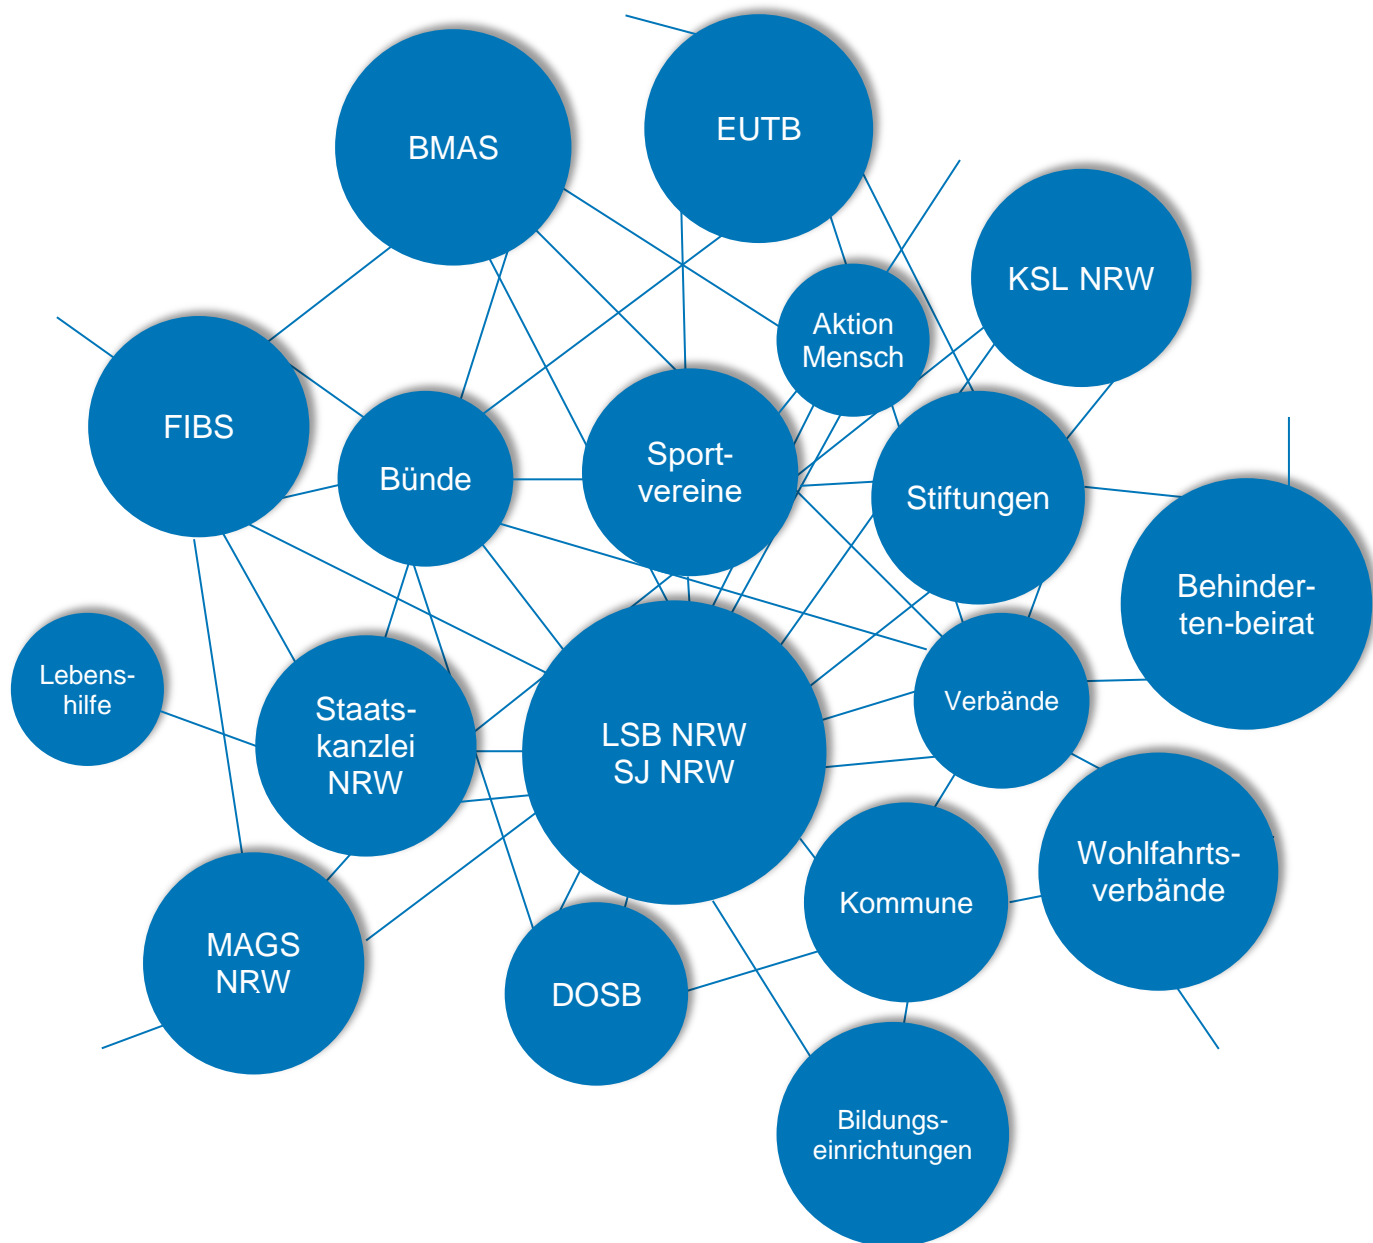 EUTB
BMAS
KSL NRW
Aktion
Mensch
FIBS
Bünde
Sport-
vereine
Stiftungen
Behinder-
ten-beirat
Lebens-
hilfe
Staats-
kanzlei
NRW
LSB NRW
SJ NRW
Verbände
Wohlfahrts-
verbände
Kommune
MAGS
NRW
DOSB
Bildungs-
einrichtungen